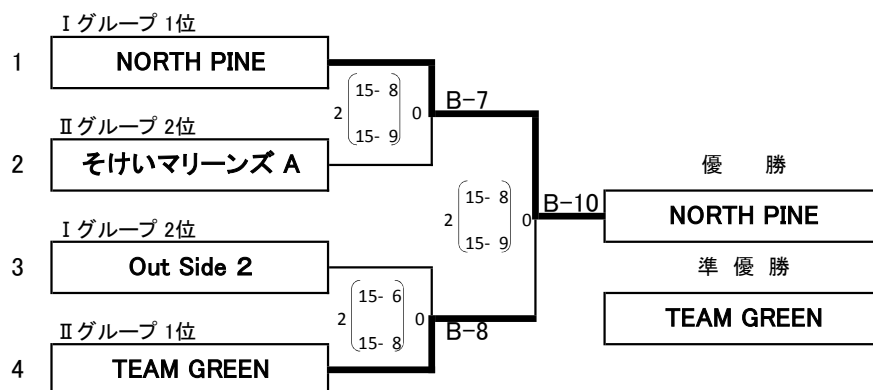 Ⅰグループ 1位
1 NORTH PINE
2 15- 8 0
15- 9
B-7
Ⅱグループ 2位
2 そけいマリーンズ A
優 勝
2 15- 8 0
15- 9
B-10
NORTH PINE
Ⅰグループ 2位
3 Out Side 2
準 優 勝
TEAM GREEN
2 15- 6 0
15- 8
B-8
Ⅱグループ 1位
4 TEAM GREEN